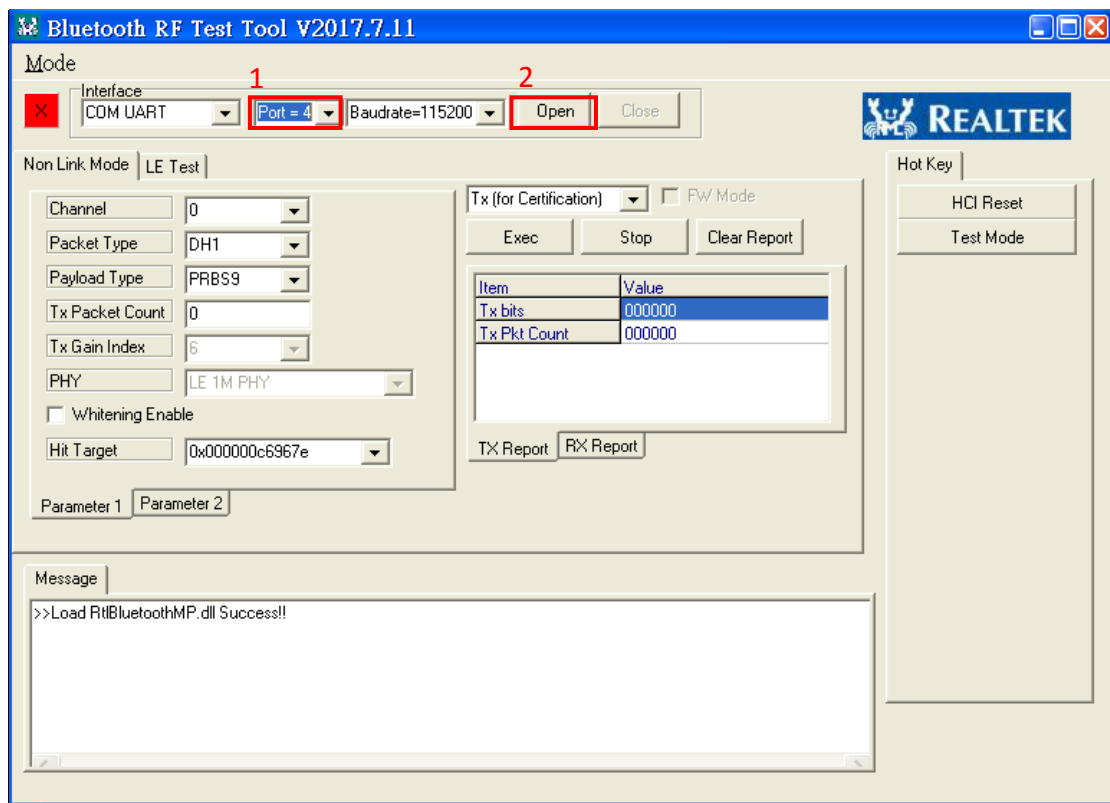 Bluetooth RF Test Tool V2017.7.11
Mode
1
2
Interface
X
COM UART
Port = 4
Baudrate=115200
Open
Close
REALTEK
Non Link Mode
LE Test
Hot Key
Channel
0
Packet Type
DH1
Payload Type
PRBS9
Tx Packet Count
0
Tx Gain Index
6
PHY
LE 1M PHY
Whitening Enable
Hit Target
0x000000c6967e
Parameter 1
Parameter 2
Tx (for Certification)
FW Mode
Exec
Stop
Clear Report
Item Value
Tx bits 000000
Tx Pkt Count 000000
TX Report
RX Report
HCI Reset
Test Mode
Message
>>Load RtlBluetoothMP.dll Success!!